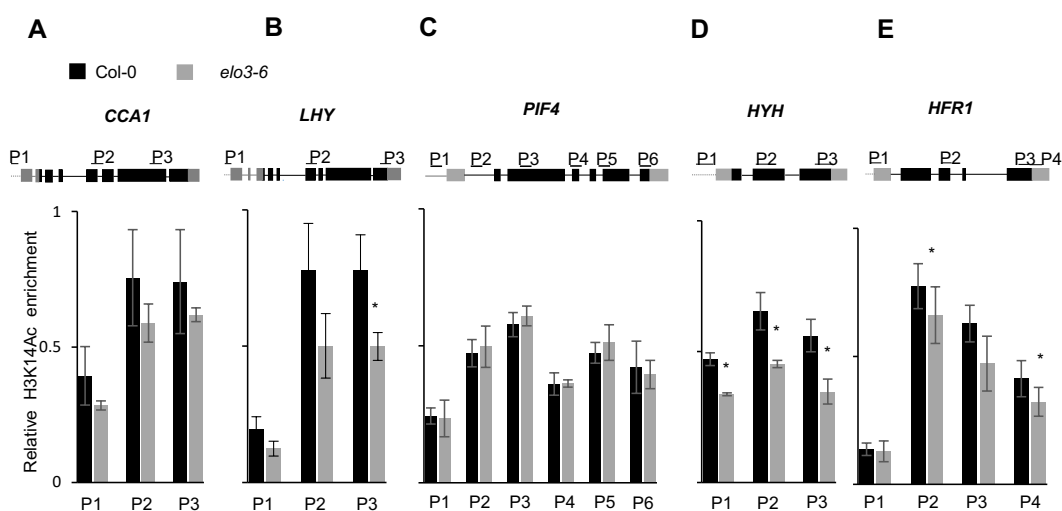 A B C D E
Col-0 elo3-6
CCA1 LHY PIF4 HYH HFR1
P1 P2 P3 P1 P2 P3 P1 P2 P3 P4 P5 P6 P1 P2 P3 P1 P2 P3 P4
Relative H3K14Ac enrichment
1
0.5
0
* * * * * *
*
P1 P2 P3 P1 P2 P3 P1 P2 P3 P4 P5 P6 P1 P2 P3 P1 P2 P3 P4